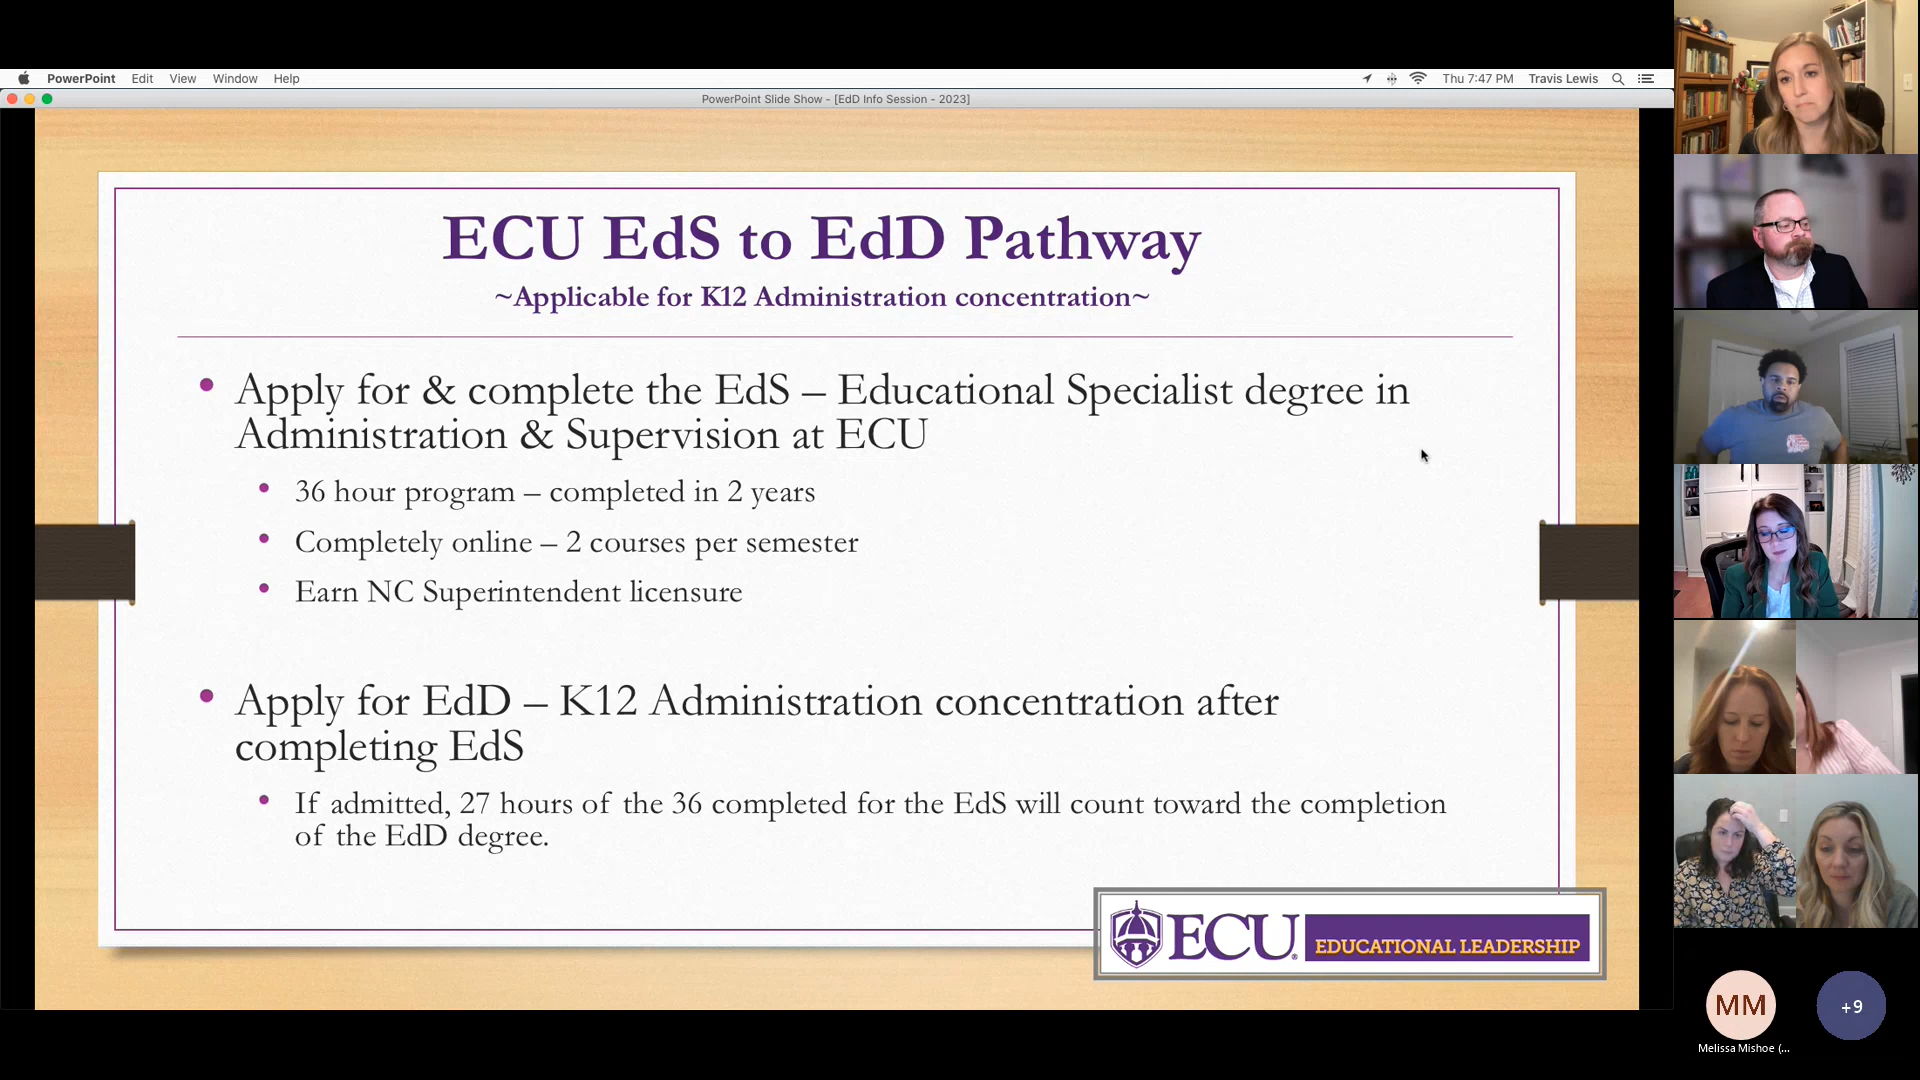 PowerPoint Edit View Window Help
Thu 7:47 PM Travis Lewis
PowerPoint Slide Show - [EdD Info Session - 2023]
ECU EdS to EdD Pathway
~Applicable for K12 Administration concentration~
• Apply for & complete the EdS – Educational Specialist degree in
Administration & Supervision at ECU
• 36 hour program – completed in 2 years
• Completely online – 2 courses per semester
• Earn NC Superintendent licensure
• Apply for EdD – K12 Administration concentration after
completing EdS
• If admitted, 27 hours of the 36 completed for the EdS will count toward the completion
of the EdD degree.
ECU® EDUCATIONAL LEADERSHIP
MM
+9
Melissa Mishoe (...